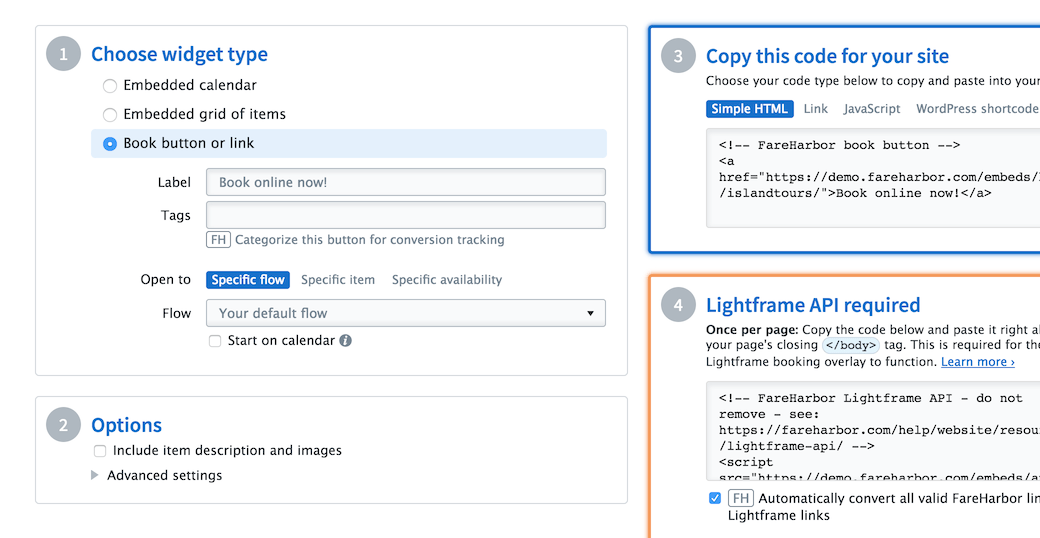 1 Choose widget type
Embedded calendar
Embedded grid of items
Book button or link
Label Book online now!
Tags
FH Categorize this button for conversion tracking
Open to Specific flow Specific item Specific availability
Flow Your default flow
Start on calendar i
2 Options
Include item description and images
Advanced settings
3 Copy this code for your site
Choose your code type below to copy and paste into your
Simple HTML Link JavaScript WordPress shortcode
<!-- FareHarbor book button -->
<a
href="https://demo.fareharbor.com/embeds/
/islandtours/">Book online now!</a>
4 Lightframe API required
Once per page: Copy the code below and paste it right
your page's closing </body> tag. This is required for the
Lightframe booking overlay to function. Learn more ›
<!-- FareHarbor Lightframe API - do not
remove - see:
https://fareharbor.com/help/website/resou
/lightframe-api/ -->
<script
src="https://demo.fareharbor.com/embeds/
FH Automatically convert all valid FareHarbor
Lightframe links